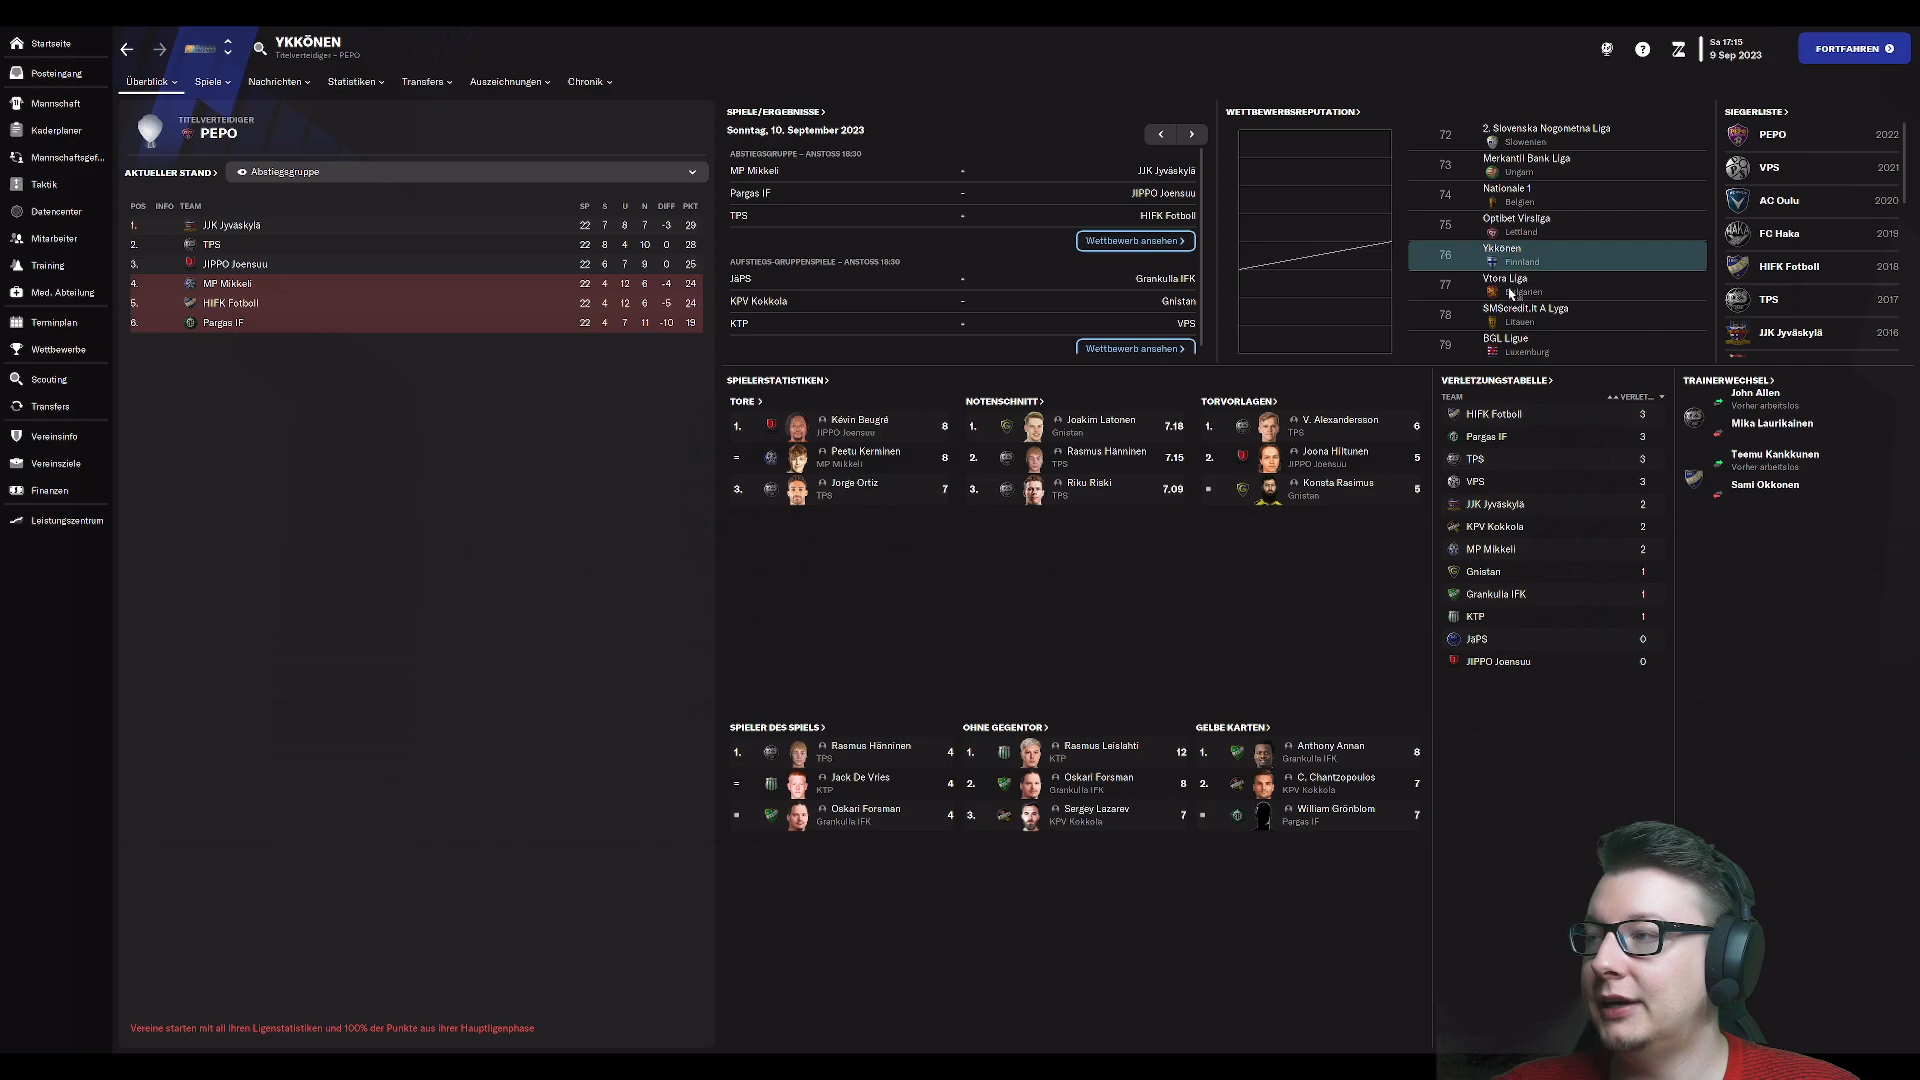 Startseite
Posteingang
Mannschaft
Kaderplaner
Mannschaftsgef...
Taktik
Datencenter
Mitarbeiter
Training
Med. Abteilung
Terminplan
Wettbewerbe
Scouting
Transfers
Vereinsinfo
Vereinsziele
Finanzen
Leistungszentrum
YKKÖNEN
Titelverteidiger – PEPO
Überblick
Spiele
Nachrichten
Statistiken
Transfers
Auszeichnungen
Chronik
Sa 17:15
9 Sep 2023
FORTFAHREN
TITELVERTEIDIGER
PEPO
AKTUELLER STAND
Abstiegsgruppe
POS INFO TEAM SP S U N DIFF PKT
1. JJK Jyväskylä 22 7 8 7 -3 29
2. TPS 22 8 4 10 0 28
3. JIPPO Joensuu 22 6 7 9 0 25
4. MP Mikkeli 22 4 12 6 -4 24
5. HIFK Fotboll 22 4 12 6 -5 24
6. Pargas IF 22 4 7 11 -10 19
Vereine starten mit all ihren Ligenstatistiken und 100% der Punkte aus ihrer Hauptligenphase
SPIELE/ERGEBNISSE
Sonntag, 10. September 2023
ABSTIEGSGRUPPE – ANSTOSS 18:30
MP Mikkeli - JJK Jyväskylä
Pargas IF - JIPPO Joensuu
TPS - HIFK Fotboll
Wettbewerb ansehen
AUFSTIEGS-GRUPPENSPIELE – ANSTOSS 18:30
JäPS - Grankulla IFK
KPV Kokkola - Gnistan
KTP - VPS
Wettbewerb ansehen
WETTBEWERBSREPUTATION
72 2. Slovenska Nogometna Liga
Slowenien
73 Merkantil Bank Liga
Ungarn
74 Nationale 1
Belgien
75 Optibet Virsliga
Lettland
76 Ykkönen
Finnland
77 Vtora Liga
78 SMScredit.lt A Lyga
Litauen
79 BGL Ligue
Luxemburg
SIEGERLISTE
PEPO 2022
VPS 2021
AC Oulu 2020
FC Haka 2019
HIFK Fotboll 2018
TPS 2017
JJK Jyväskylä 2016
SPIELERSTATISTIKEN
TORE
1. Kévin Beugré 8
JIPPO Joensuu
= Peetu Kerminen 8
MP Mikkeli
3. Jorge Ortiz 7
TPS
NOTENSCHNITT
1. Joakim Latonen 7.18
Gnistan
2. Rasmus Hänninen 7.15
TPS
3. Riku Riski 7.09
TPS
TORVORLAGEN
1. V. Alexandersson 6
TPS
2. Joona Hiltunen 5
JIPPO Joensuu
= Konsta Rasimus 5
Gnistan
SPIELER DES SPIELS
1. Rasmus Hänninen 4
TPS
= Jack De Vries 4
KTP
= Oskari Forsman 4
Grankulla IFK
OHNE GEGENTOR
1. Rasmus Leislahti 12
KTP
2. Oskari Forsman 8
Grankulla IFK
3. Sergey Lazarev 7
KPV Kokkola
GELBE KARTEN
1. Anthony Annan 8
Grankulla IFK
2. C. Chantzopoulos 7
KPV Kokkola
= William Grönblom 7
Pargas IF
VERLETZUNGSTABELLE
TEAM VERLET...
HIFK Fotboll 3
Pargas IF 3
TPS 3
VPS 3
JJK Jyväskylä 2
KPV Kokkola 2
MP Mikkeli 2
Gnistan 1
Grankulla IFK 1
KTP 1
JäPS 0
JIPPO Joensuu 0
TRAINERWECHSEL
John Allen
Vorher arbeitslos
Mika Laurikainen
Teemu Kankkunen
Vorher arbeitslos
Sami Okkonen